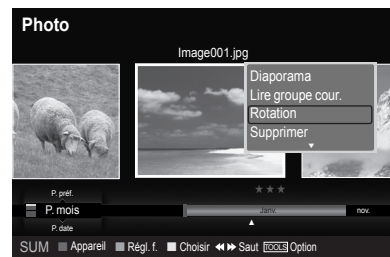 Photo
Image001.jpg
Diaporama
Lire groupe cour.
Rotation
Supprimer
P. préf.
P. mois
Janv.
nov.
P. date
SUM Appareil Régl. f. Choisir Saut TOOLS Option